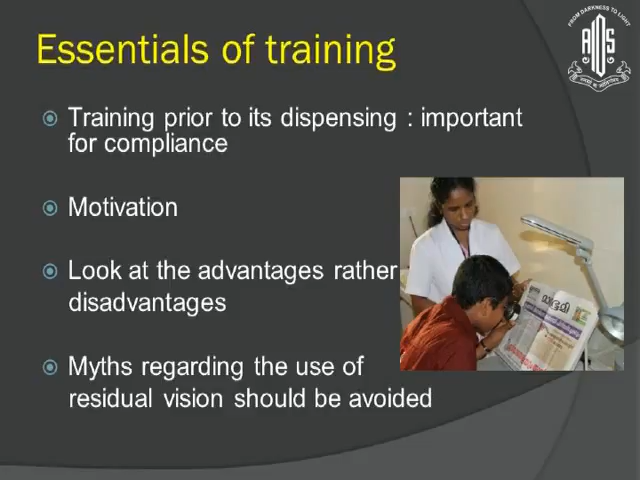 Essentials of training
FROM DARKNESS TO LIGHT
AIOS
Training prior to its dispensing : important
for compliance
Motivation
Look at the advantages rather
disadvantages
Myths regarding the use of
residual vision should be avoided